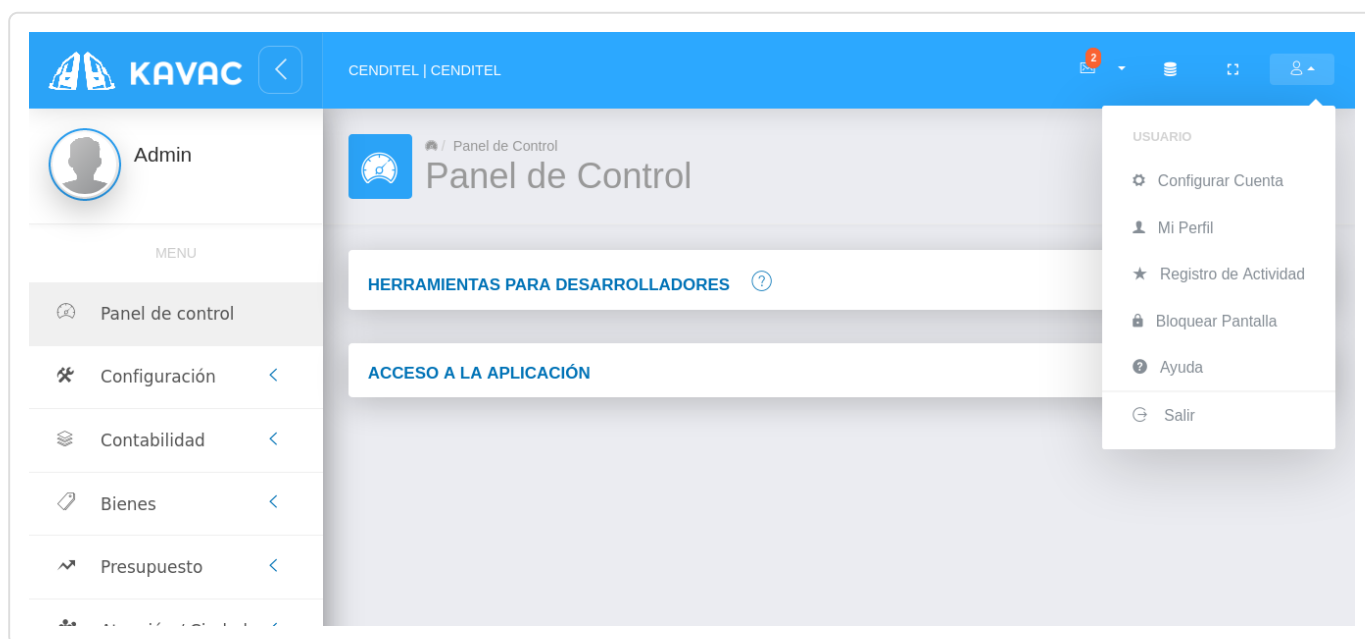 KAVAC
CENDITEL | CENDITEL
2
Admin
MENU
Panel de control
Configuración
Contabilidad
Bienes
Presupuesto
/ Panel de Control
Panel de Control
HERRAMIENTAS PARA DESARROLLADORES ?
ACCESO A LA APLICACIÓN
USUARIO
Configurar Cuenta
Mi Perfil
Registro de Actividad
Bloquear Pantalla
Ayuda
Salir